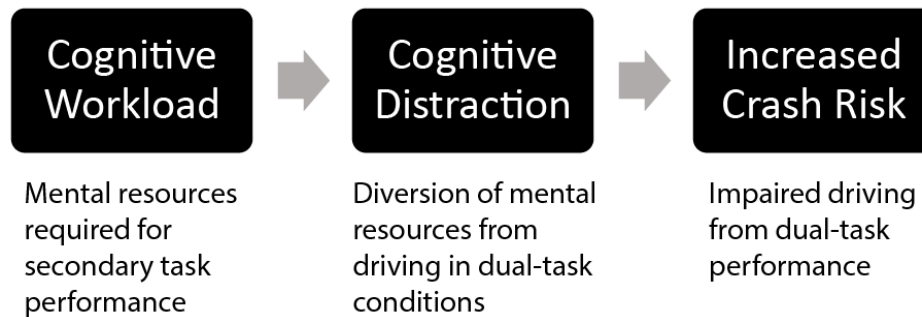 Cognitive
Workload
Cognitive
Distraction
Increased
Crash Risk
Mental resources
required for
secondary task
performance
Diversion of mental
resources from
driving in dual-task
conditions
Impaired driving
from dual-task
performance